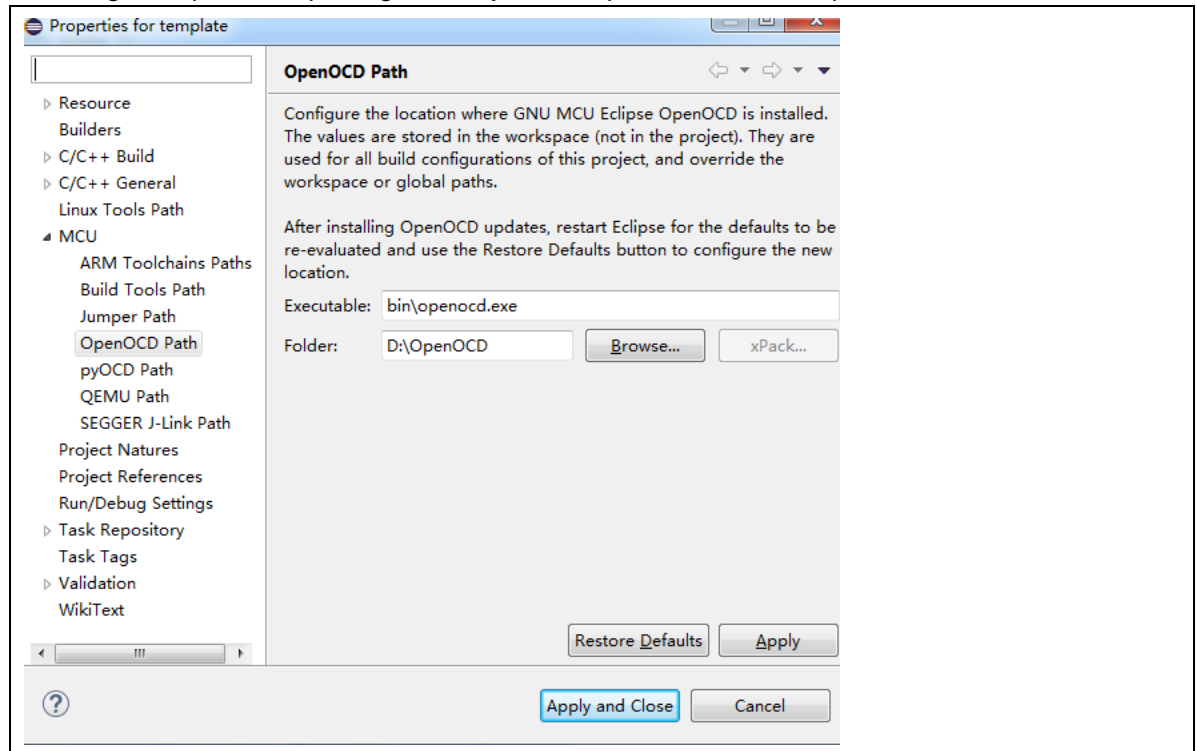 Properties for template
OpenOCD Path
Resource
Builders
C/C++ Build
C/C++ General
Linux Tools Path
MCU
ARM Toolchains Paths
Build Tools Path
Jumper Path
OpenOCD Path
pyOCD Path
QEMU Path
SEGGER J-Link Path
Project Natures
Project References
Run/Debug Settings
Task Repository
Task Tags
Validation
WikiText
Configure the location where GNU MCU Eclipse OpenOCD is installed.
The values are stored in the workspace (not in the project). They are
used for all build configurations of this project, and override the
workspace or global paths.
After installing OpenOCD updates, restart Eclipse for the defaults to be
re-evaluated and use the Restore Defaults button to configure the new
location.
Executable: bin\openocd.exe
Folder: D:\OpenOCD Browse... xPack...
Restore Defaults Apply
Apply and Close Cancel